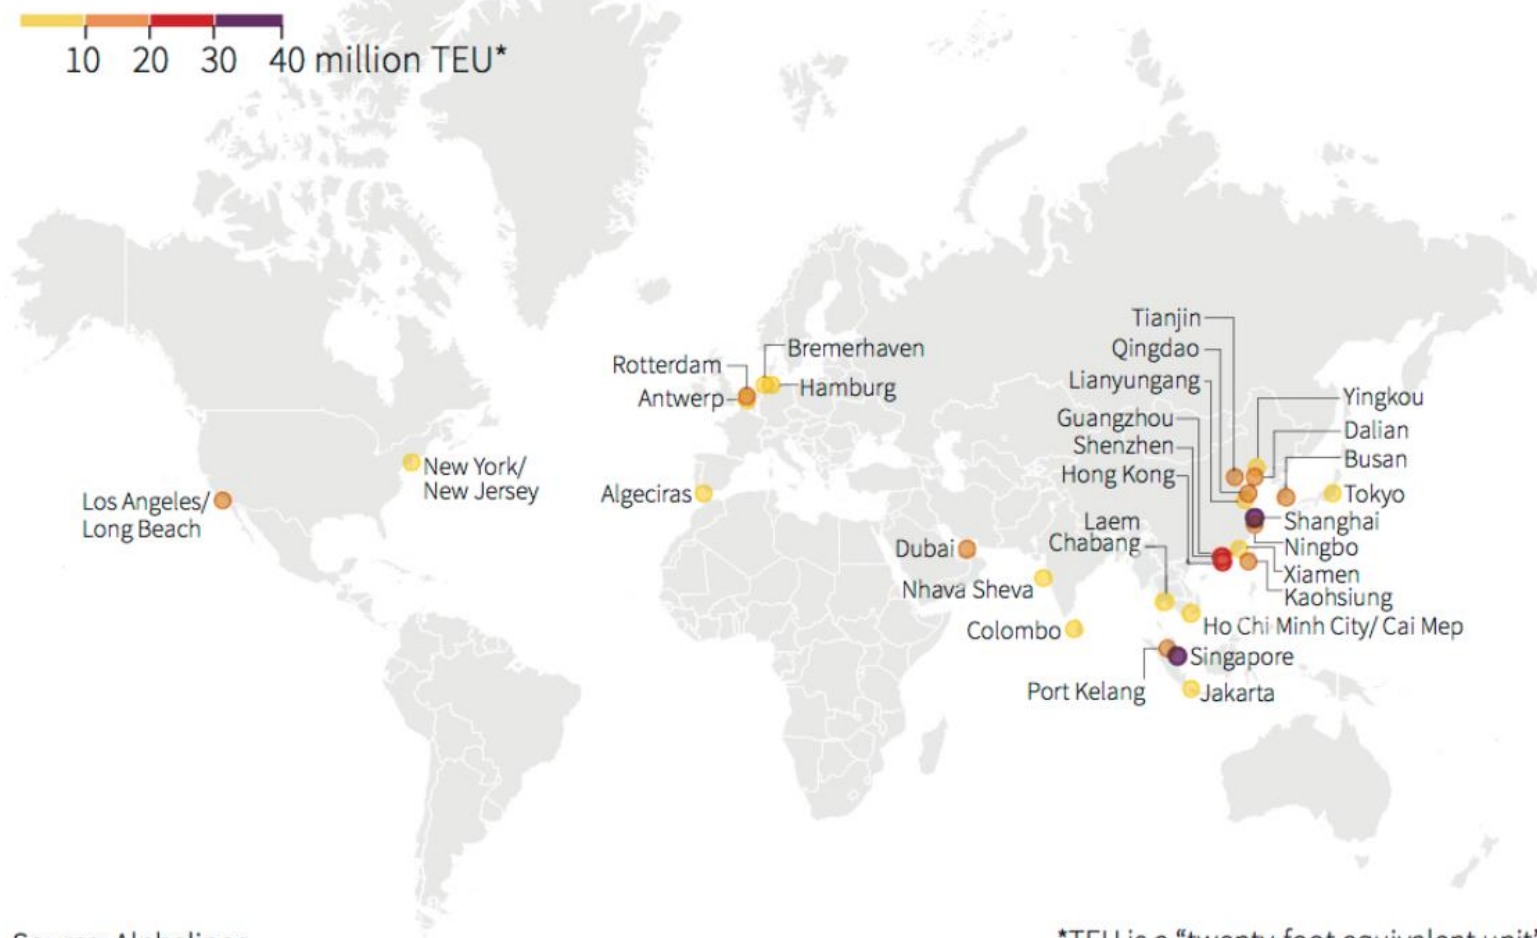 10 20 30 40 million TEU*
Tianjin
Bremerhaven
Qingdao
Rotterdam
Lianyungang
Hamburg
Antwerp
Yingkou
Guangzhou
Dalian
Shenzhen
Busan
Hong Kong
New York/
New Jersey
Los Angeles/
Long Beach
Algeciras
Tokyo
Laem
Chabang
Shanghai
Ningbo
Dubai
Xiamen
Nhava Sheva
Kaohsiung
Colombo
Ho Chi Minh City/ Cai Mep
Singapore
Port Kelang
Jakarta